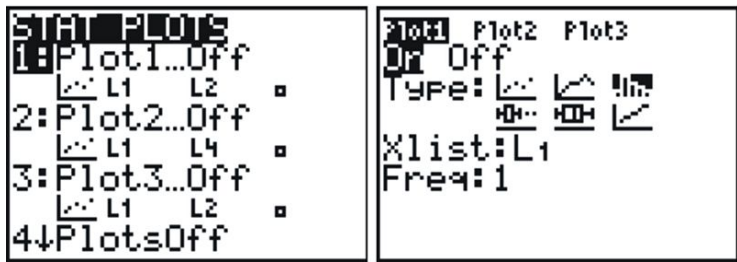 STAT PLOTS
1:Plot1…Off
L1 L2
2:Plot2…Off
L1 L4
3:Plot3…Off
L1 L2
4↓PlotsOff
Plot1 Plot2 Plot3
On Off
Type:
Xlist:L1
Freq:1